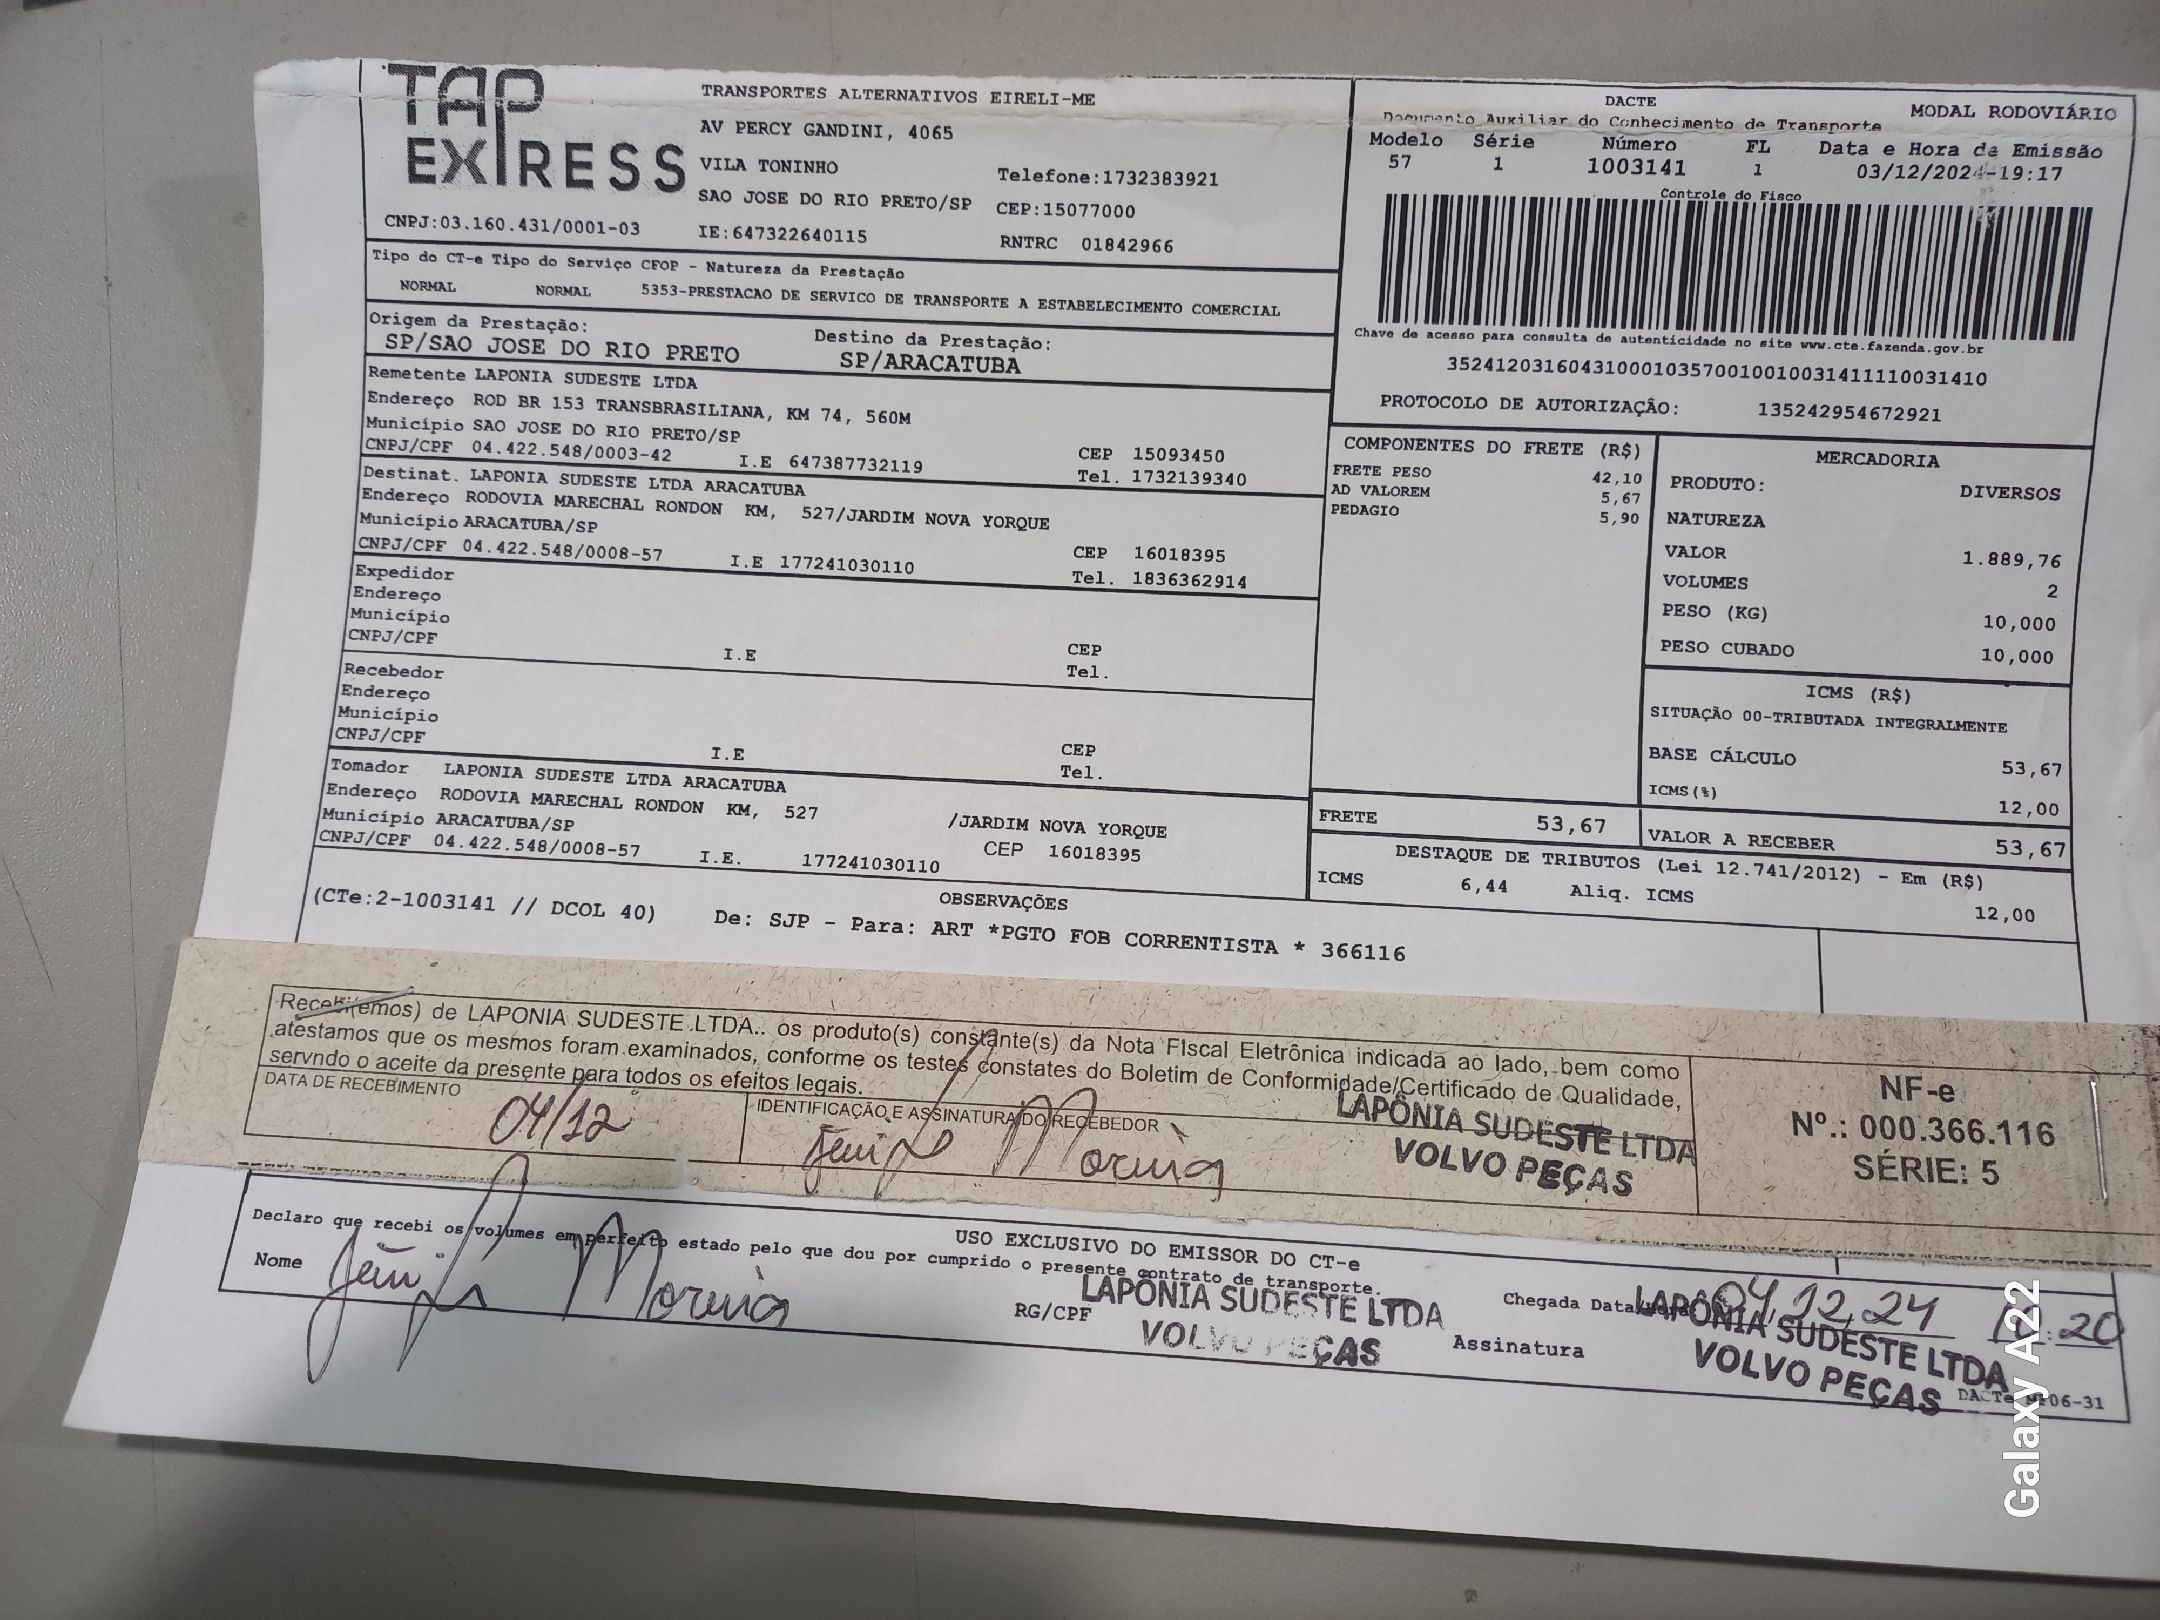 TAP EXPRESS
TRANSPORTES ALTERNATIVOS EIRELI-ME
AV PERCY GANDINI, 4065
VILA TONINHO Telefone:1732383921
SAO JOSE DO RIO PRETO/SP CEP:15077000
CNPJ:03.160.431/0001-03 IE:647322640115 RNTRC 01842966
DACTE MODAL RODOVIÁRIO
Documento Auxiliar do Conhecimento de Transporte
Modelo Série Número FL Data e Hora de Emissão
57 1 1003141 1 03/12/2024-19:17
Controle do Fisco
Chave de acesso para consulta de autenticidade no site www.cte.fazenda.gov.br
35241203160431000103570010010031411110031410
PROTOCOLO DE AUTORIZAÇÃO: 135242954672921
Tipo do CT-e Tipo do Serviço CFOP - Natureza da Prestação
NORMAL NORMAL 5353-PRESTACAO DE SERVICO DE TRANSPORTE A ESTABELECIMENTO COMERCIAL
Origem da Prestação: Destino da Prestação:
SP/SAO JOSE DO RIO PRETO SP/ARACATUBA
Remetente LAPONIA SUDESTE LTDA
Endereço ROD BR 153 TRANSBRASILIANA, KM 74, 560M
Município SAO JOSE DO RIO PRETO/SP CEP 15093450
CNPJ/CPF 04.422.548/0003-42 I.E 647387732119 Tel. 1732139340
Destinat. LAPONIA SUDESTE LTDA ARACATUBA
Endereço RODOVIA MARECHAL RONDON KM, 527/JARDIM NOVA YORQUE
Município ARACATUBA/SP CEP 16018395
CNPJ/CPF 04.422.548/0008-57 I.E 177241030110 Tel. 1836362914
Expedidor
Endereço
Município CEP
CNPJ/CPF I.E Tel.
Recebedor
Endereço
Município CEP
CNPJ/CPF I.E Tel.
Tomador LAPONIA SUDESTE LTDA ARACATUBA
Endereço RODOVIA MARECHAL RONDON KM, 527 /JARDIM NOVA YORQUE
Município ARACATUBA/SP CEP 16018395
CNPJ/CPF 04.422.548/0008-57 I.E. 177241030110
COMPONENTES DO FRETE (R$)
FRETE PESO 42,10
AD VALOREM 5,67
PEDAGIO 5,90
MERCADORIA
PRODUTO: DIVERSOS
NATUREZA
VALOR 1.889,76
VOLUMES 2
PESO (KG) 10,000
PESO CUBADO 10,000
ICMS (R$)
SITUAÇÃO 00-TRIBUTADA INTEGRALMENTE
BASE CÁLCULO 53,67
ICMS(%) 12,00
FRETE 53,67 VALOR A RECEBER 53,67
DESTAQUE DE TRIBUTOS (Lei 12.741/2012) - Em (R$)
ICMS 6,44 Aliq. ICMS 12,00
OBSERVAÇÕES
(CTe:2-1003141 // DCOL 40) De: SJP - Para: ART *PGTO FOB CORRENTISTA * 366116
Recebi(emos) de LAPONIA SUDESTE LTDA.. os produto(s) constante(s) da Nota FIscal Eletrônica indicada ao lado, bem como
atestamos que os mesmos foram examinados, conforme os testes constates do Boletim de Conformidade/Certificado de Qualidade,
servndo o aceite da presente para todos os efeitos legais.
DATA DE RECEBIMENTO IDENTIFICAÇÃO E ASSINATURA DO RECEBEDOR
04/12
LAPÔNIA SUDESTE LTDA
VOLVO PEÇAS
NF-e
Nº.: 000.366.116
SÉRIE: 5
USO EXCLUSIVO DO EMISSOR DO CT-e
Declaro que recebi os volumes em perfeito estado pelo que dou por cumprido o presente contrato de transporte.
Nome RG/CPF
LAPÔNIA SUDESTE LTDA
VOLVO PEÇAS
Chegada Data/Hora 04,12,24 :20
Assinatura
LAPÔNIA SUDESTE LTDA
VOLVO PEÇAS
06-31
Galaxy A22